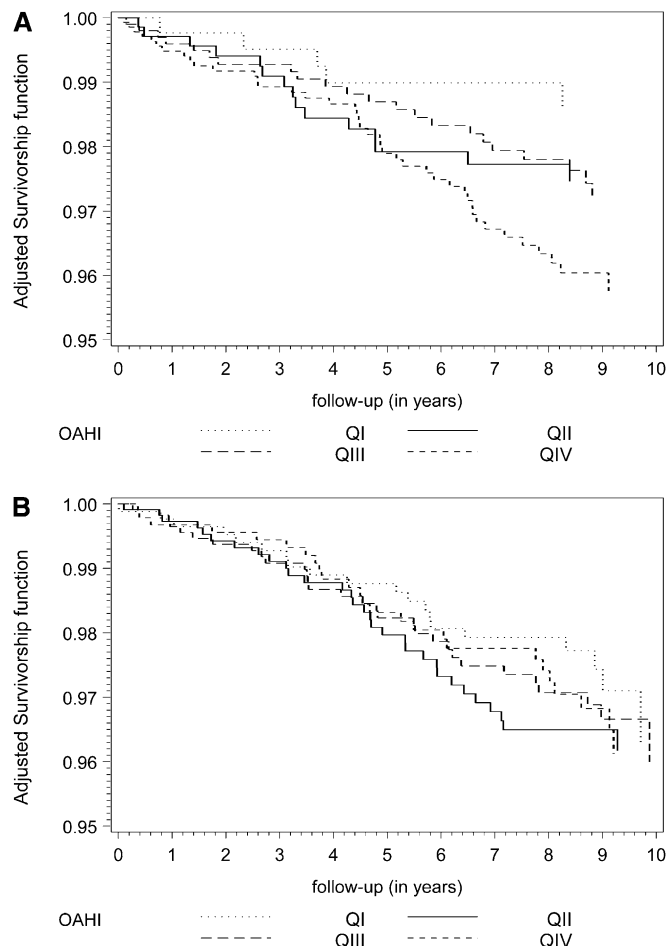 A
Adjusted Survivorship function
1.00
0.99
0.98
0.97
0.96
0.95
0 1 2 3 4 5 6 7 8 9 10
follow-up (in years)
OAHI QI QII
QIII QIV
B
Adjusted Survivorship function
1.00
0.99
0.98
0.97
0.96
0.95
0 1 2 3 4 5 6 7 8 9 10
follow-up (in years)
OAHI QI QII
QIII QIV